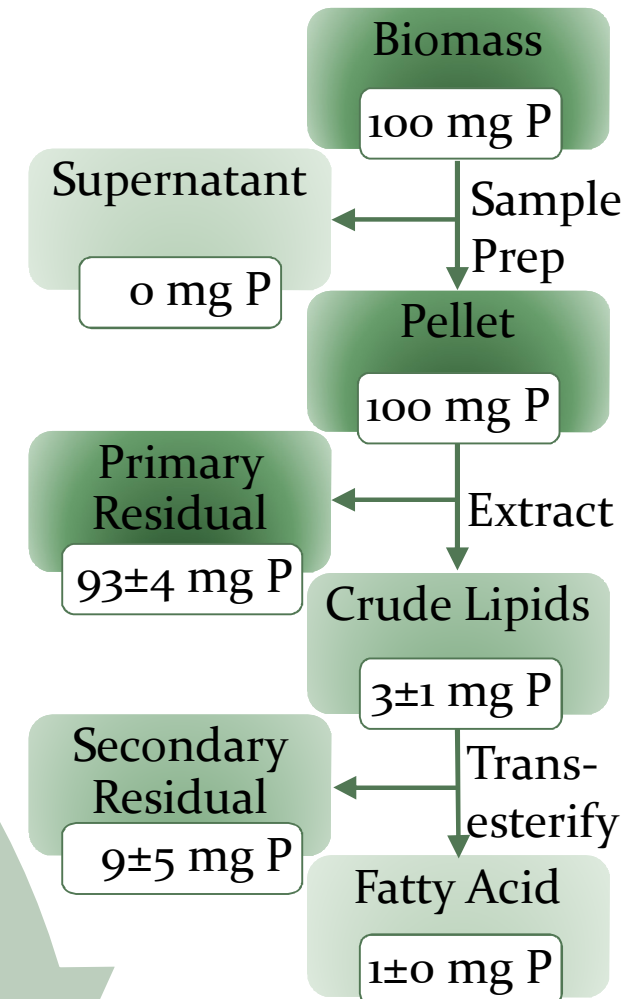 Biomass
100 mg P
Supernatant
0 mg P
Sample
Prep
Pellet
100 mg P
Primary
Residual
93±4 mg P
Extract
Crude Lipids
3±1 mg P
Secondary
Residual
9±5 mg P
Trans-
esterify
Fatty Acid
1±0 mg P